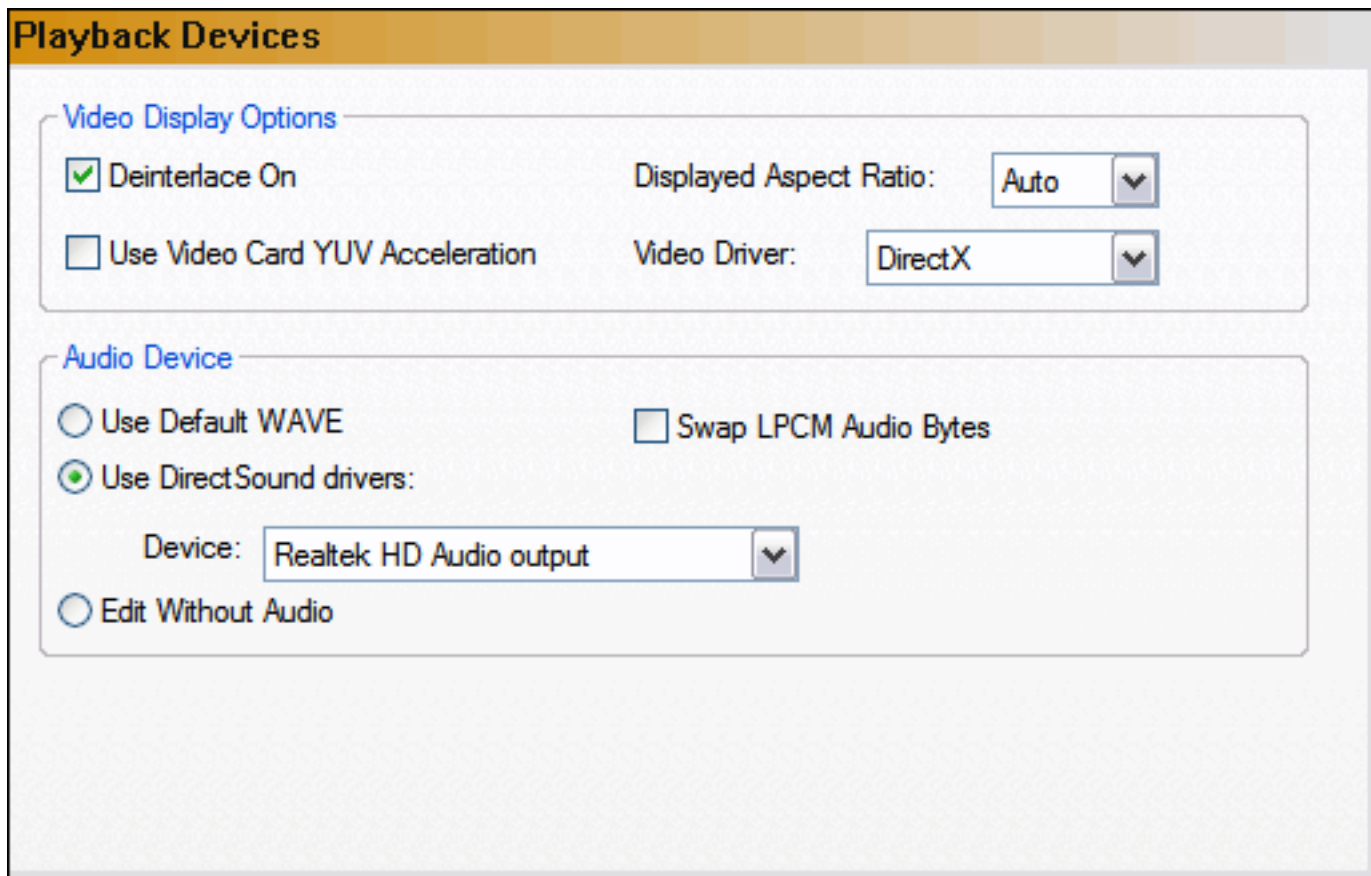 Playback Devices
Video Display Options
Deinterlace On
Displayed Aspect Ratio: Auto
Use Video Card YUV Acceleration
Video Driver: DirectX
Audio Device
Use Default WAVE
Swap LPCM Audio Bytes
Use DirectSound drivers:
Device: Realtek HD Audio output
Edit Without Audio